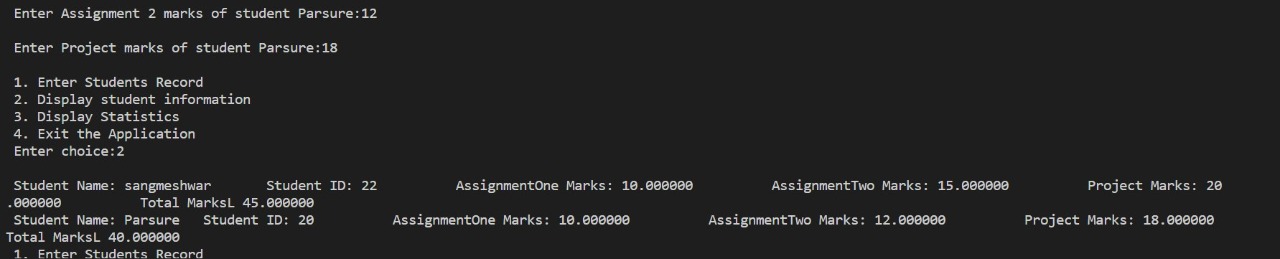 Enter Assignment 2 marks of student Parsure:12
Enter Project marks of student Parsure:18
1. Enter Students Record
2. Display student information
3. Display Statistics
4. Exit the Application
Enter choice:2
Student Name: sangmeshwar Student ID: 22 AssignmentOne Marks: 10.000000 AssignmentTwo Marks: 15.000000 Project Marks: 20
.000000 Total MarksL 45.000000
Student Name: Parsure Student ID: 20 AssignmentOne Marks: 10.000000 AssignmentTwo Marks: 12.000000 Project Marks: 18.000000
Total MarksL 40.000000
1. Enter Students Record